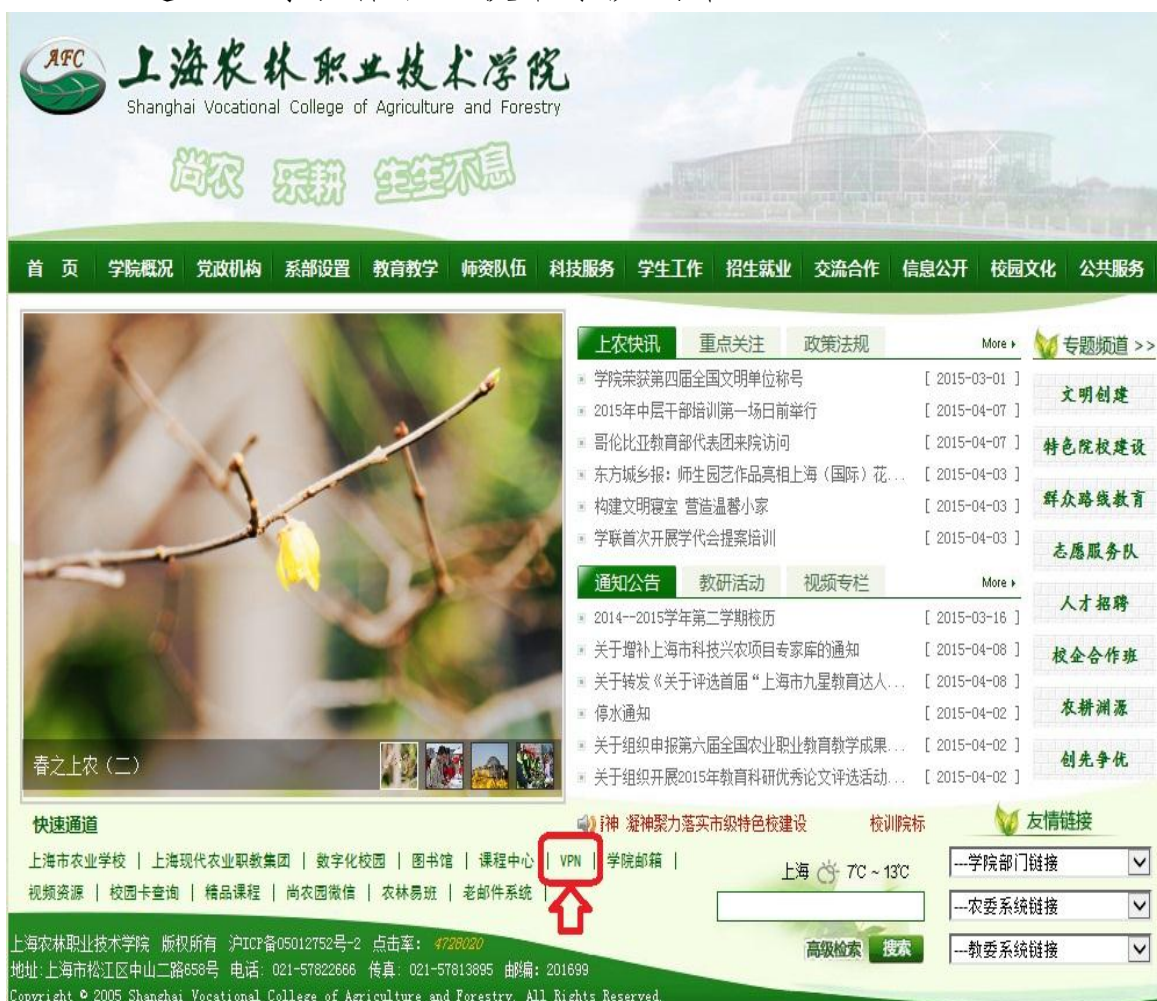 AFC
上海农林职业技术学院
Shanghai Vocational College of Agriculture and Forestry
尚农 乐耕 生生不息
首 页 学院概况 党政机构 系部设置 教育教学 师资队伍 科技服务 学生工作 招生就业 交流合作 信息公开 校园文化 公共服务
上农快讯 重点关注 政策法规 More
学院荣获第四届全国文明单位称号 [ 2015-03-01 ]
2015年中层干部培训第一场日前举行 [ 2015-04-07 ]
哥伦比亚教育部代表团来院访问 [ 2015-04-07 ]
东方城乡报：师生园艺作品亮相上海（国际）花... [ 2015-04-03 ]
构建文明寝室 营造温馨小家 [ 2015-04-03 ]
学联首次开展学代会提案培训 [ 2015-04-03 ]
通知公告 教研活动 视频专栏 More
2014--2015学年第二学期校历 [ 2015-03-16 ]
关于增补上海市科技兴农项目专家库的通知 [ 2015-04-08 ]
关于转发《关于评选首届“上海市九星教育达人... [ 2015-04-08 ]
停水通知 [ 2015-04-02 ]
关于组织申报第六届全国农业职业教育教学成果... [ 2015-04-02 ]
关于组织开展2015年教育科研优秀论文评选活动... [ 2015-04-02 ]
专题频道 >>
文明创建
特色院校建设
群众路线教育
志愿服务队
人才招聘
校企合作班
农耕渊源
创先争优
春之上农（二）
快速通道
上海市农业学校 | 上海现代农业职教集团 | 数字化校园 | 图书馆 | 课程中心 | VPN | 学院邮箱 |
视频资源 | 校园卡查询 | 精品课程 | 尚农园微信 | 农林易班 | 老邮件系统 |
神 凝神聚力落实市级特色校建设 校训院标
上海 7℃ ~ 13℃
高级检索 搜索
友情链接
---学院部门链接
---农委系统链接
---教委系统链接
上海农林职业技术学院 版权所有 沪ICP备05012752号-2 点击率: 4728020
地址:上海市松江区中山二路658号 电话: 021-57822666 传真: 021-57813895 邮编: 201699
Copyright © 2005 Shanghai Vocational College of Agriculture and Forestry. All Rights Reserved.